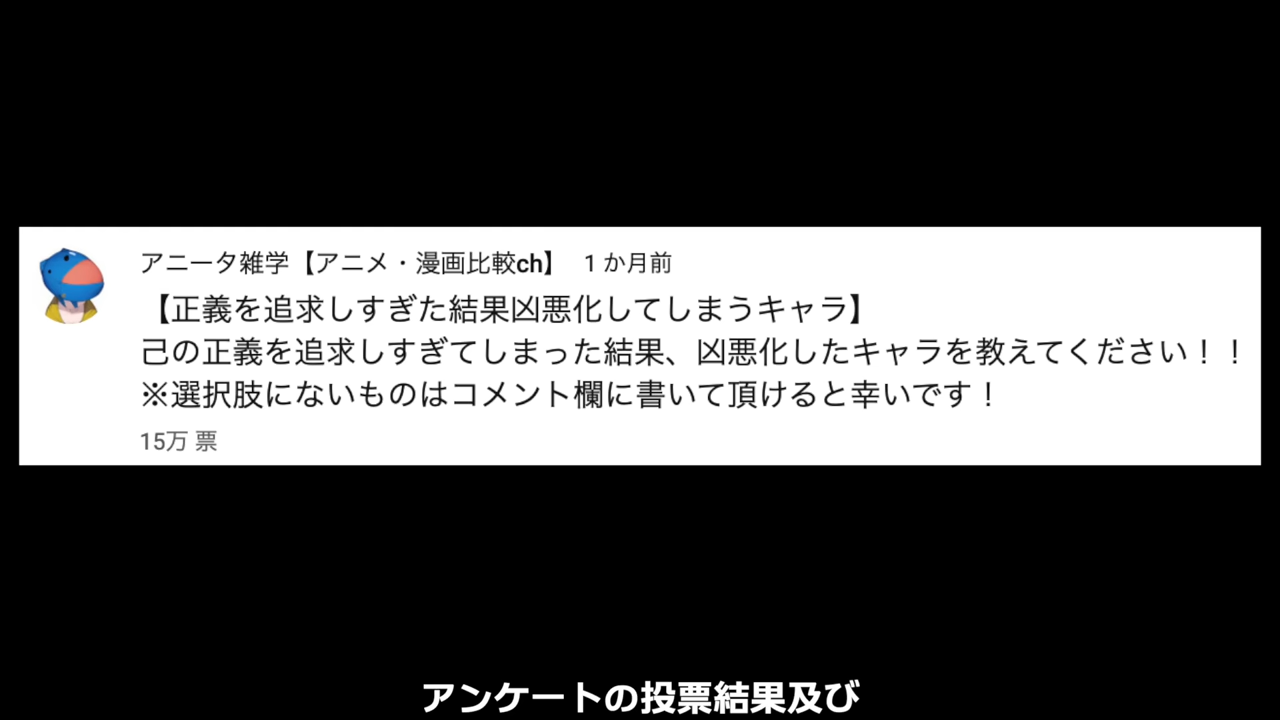 アニータ雑学【アニメ・漫画比較ch】 1 か月前
【正義を追求しすぎた結果凶悪化してしまうキャラ】
己の正義を追求しすぎてしまった結果、凶悪化したキャラを教えてください！！
※選択肢にないものはコメント欄に書いて頂けると幸いです！
15万 票
アンケートの投票結果及び